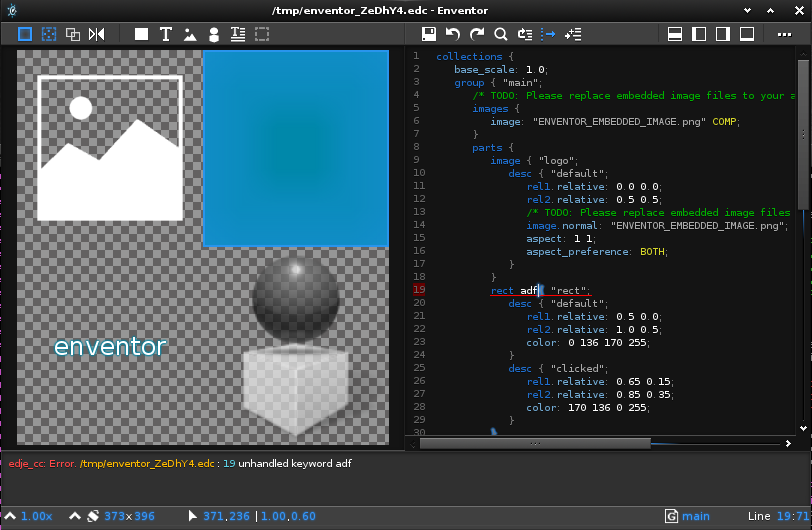 /tmp/enventor_ZeDhY4.edc - Enventor
1 collections {
2 base_scale: 1.0;
3 group { "main";
4 /* TODO: Please replace embedded image files to your a
5 images {
6 image: "ENVENTOR_EMBEDDED_IMAGE.png" COMP;
7 }
8 parts {
9 image { "logo";
10 desc { "default";
11 rel1.relative: 0.0 0.0;
12 rel2.relative: 0.5 0.5;
13 /* TODO: Please replace embedded image files
14 image.normal: "ENVENTOR_EMBEDDED_IMAGE.png";
15 aspect: 1 1;
16 aspect_preference: BOTH;
17 }
18 }
19 rect adf{ "rect";
20 desc { "default";
21 rel1.relative: 0.5 0.0;
22 rel2.relative: 1.0 0.5;
23 color: 0 136 170 255;
24 }
25 desc { "clicked";
26 rel1.relative: 0.65 0.15;
27 rel2.relative: 0.85 0.35;
28 color: 170 136 0 255;
29 }
30 }
enventor
edje_cc: Error. /tmp/enventor_ZeDhY4.edc : 19 unhandled keyword adf
1.00x 373x396 371,236 | 1.00,0.60 main Line 19:71